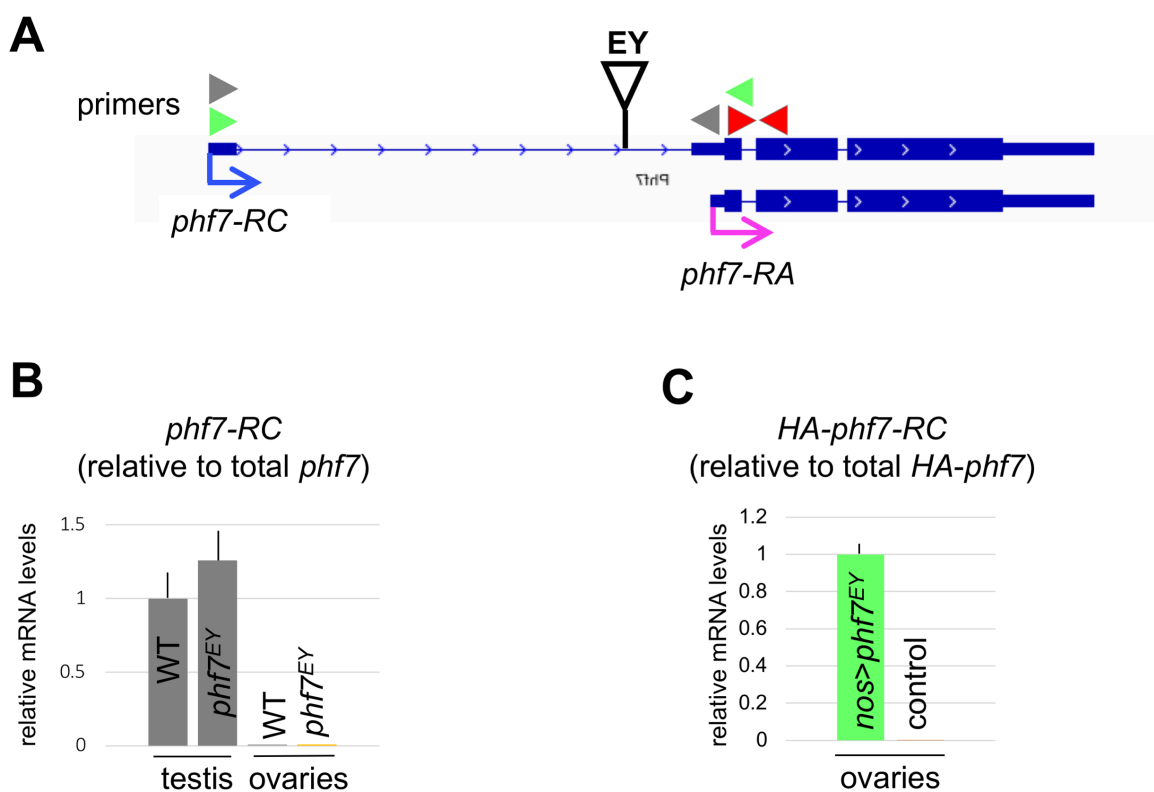 A
EY
primers
Phf7
phf7-RC
phf7-RA
B
phf7-RC
(relative to total phf7)
relative mRNA levels
1.5
1
0.5
0
WT
phf7EY
WT
phf7EY
testis
ovaries
C
HA-phf7-RC
(relative to total HA-phf7)
relative mRNA levels
1.2
1
0.8
0.6
0.4
0.2
0
nos>phf7EY
control
ovaries